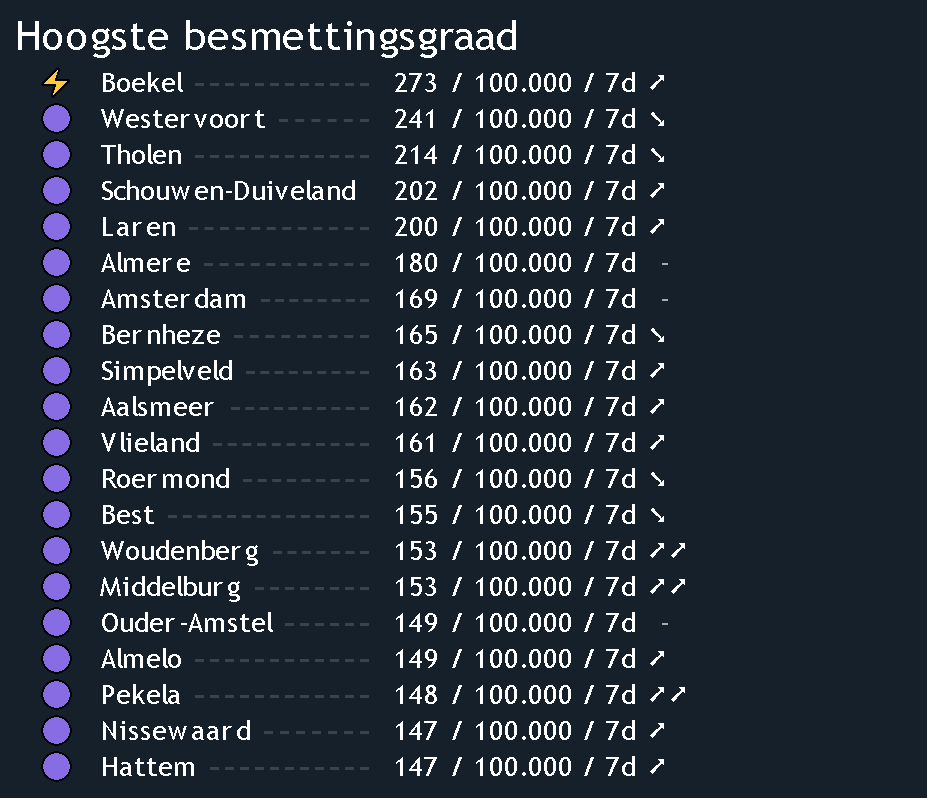 Hoogste besmettingsgraad
Boekel ------------ 273 / 100.000 / 7d ➚
Westervoort ------ 241 / 100.000 / 7d ➘
Tholen ------------ 214 / 100.000 / 7d ➘
Schouwen-Duiveland 202 / 100.000 / 7d ➚
Laren ------------ 200 / 100.000 / 7d ➚
Almere ----------- 180 / 100.000 / 7d -
Amsterdam ------- 169 / 100.000 / 7d -
Bernheze --------- 165 / 100.000 / 7d ➘
Simpelveld -------- 163 / 100.000 / 7d ➚
Aalsmeer --------- 162 / 100.000 / 7d ➚
Vlieland ---------- 161 / 100.000 / 7d ➚
Roermond -------- 156 / 100.000 / 7d ➘
Best ------------- 155 / 100.000 / 7d ➘
Woudenberg ------ 153 / 100.000 / 7d ➚➚
Middelburg ------- 153 / 100.000 / 7d ➚➚
Ouder-Amstel ----- 149 / 100.000 / 7d -
Almelo ----------- 149 / 100.000 / 7d ➚
Pekela ----------- 148 / 100.000 / 7d ➚➚
Nissewaard ------- 147 / 100.000 / 7d ➚
Hattem ---------- 147 / 100.000 / 7d ➚